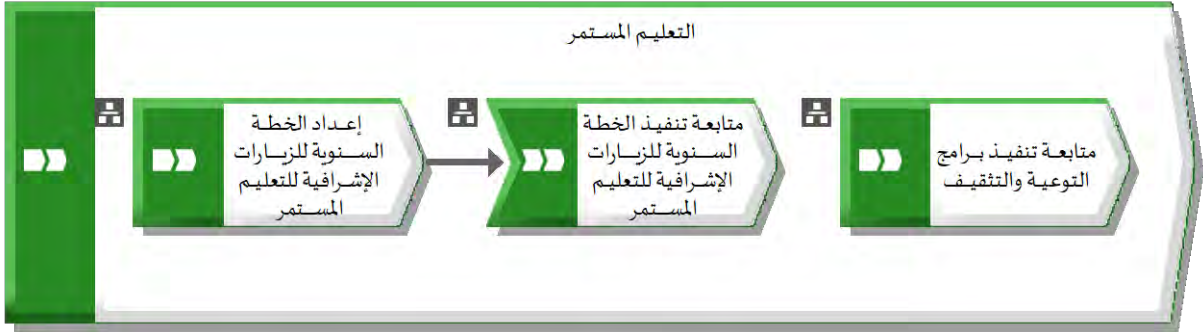 التعليم المستمر
إعداد الخطة
السنوية للزيارات
الإشرافية للتعليم
المستمر
متابعة تنفيذ الخطة
السنوية للزيارات
الإشرافية للتعليم
المستمر
متابعة تنفيذ برامج
التوعية والتثقيف